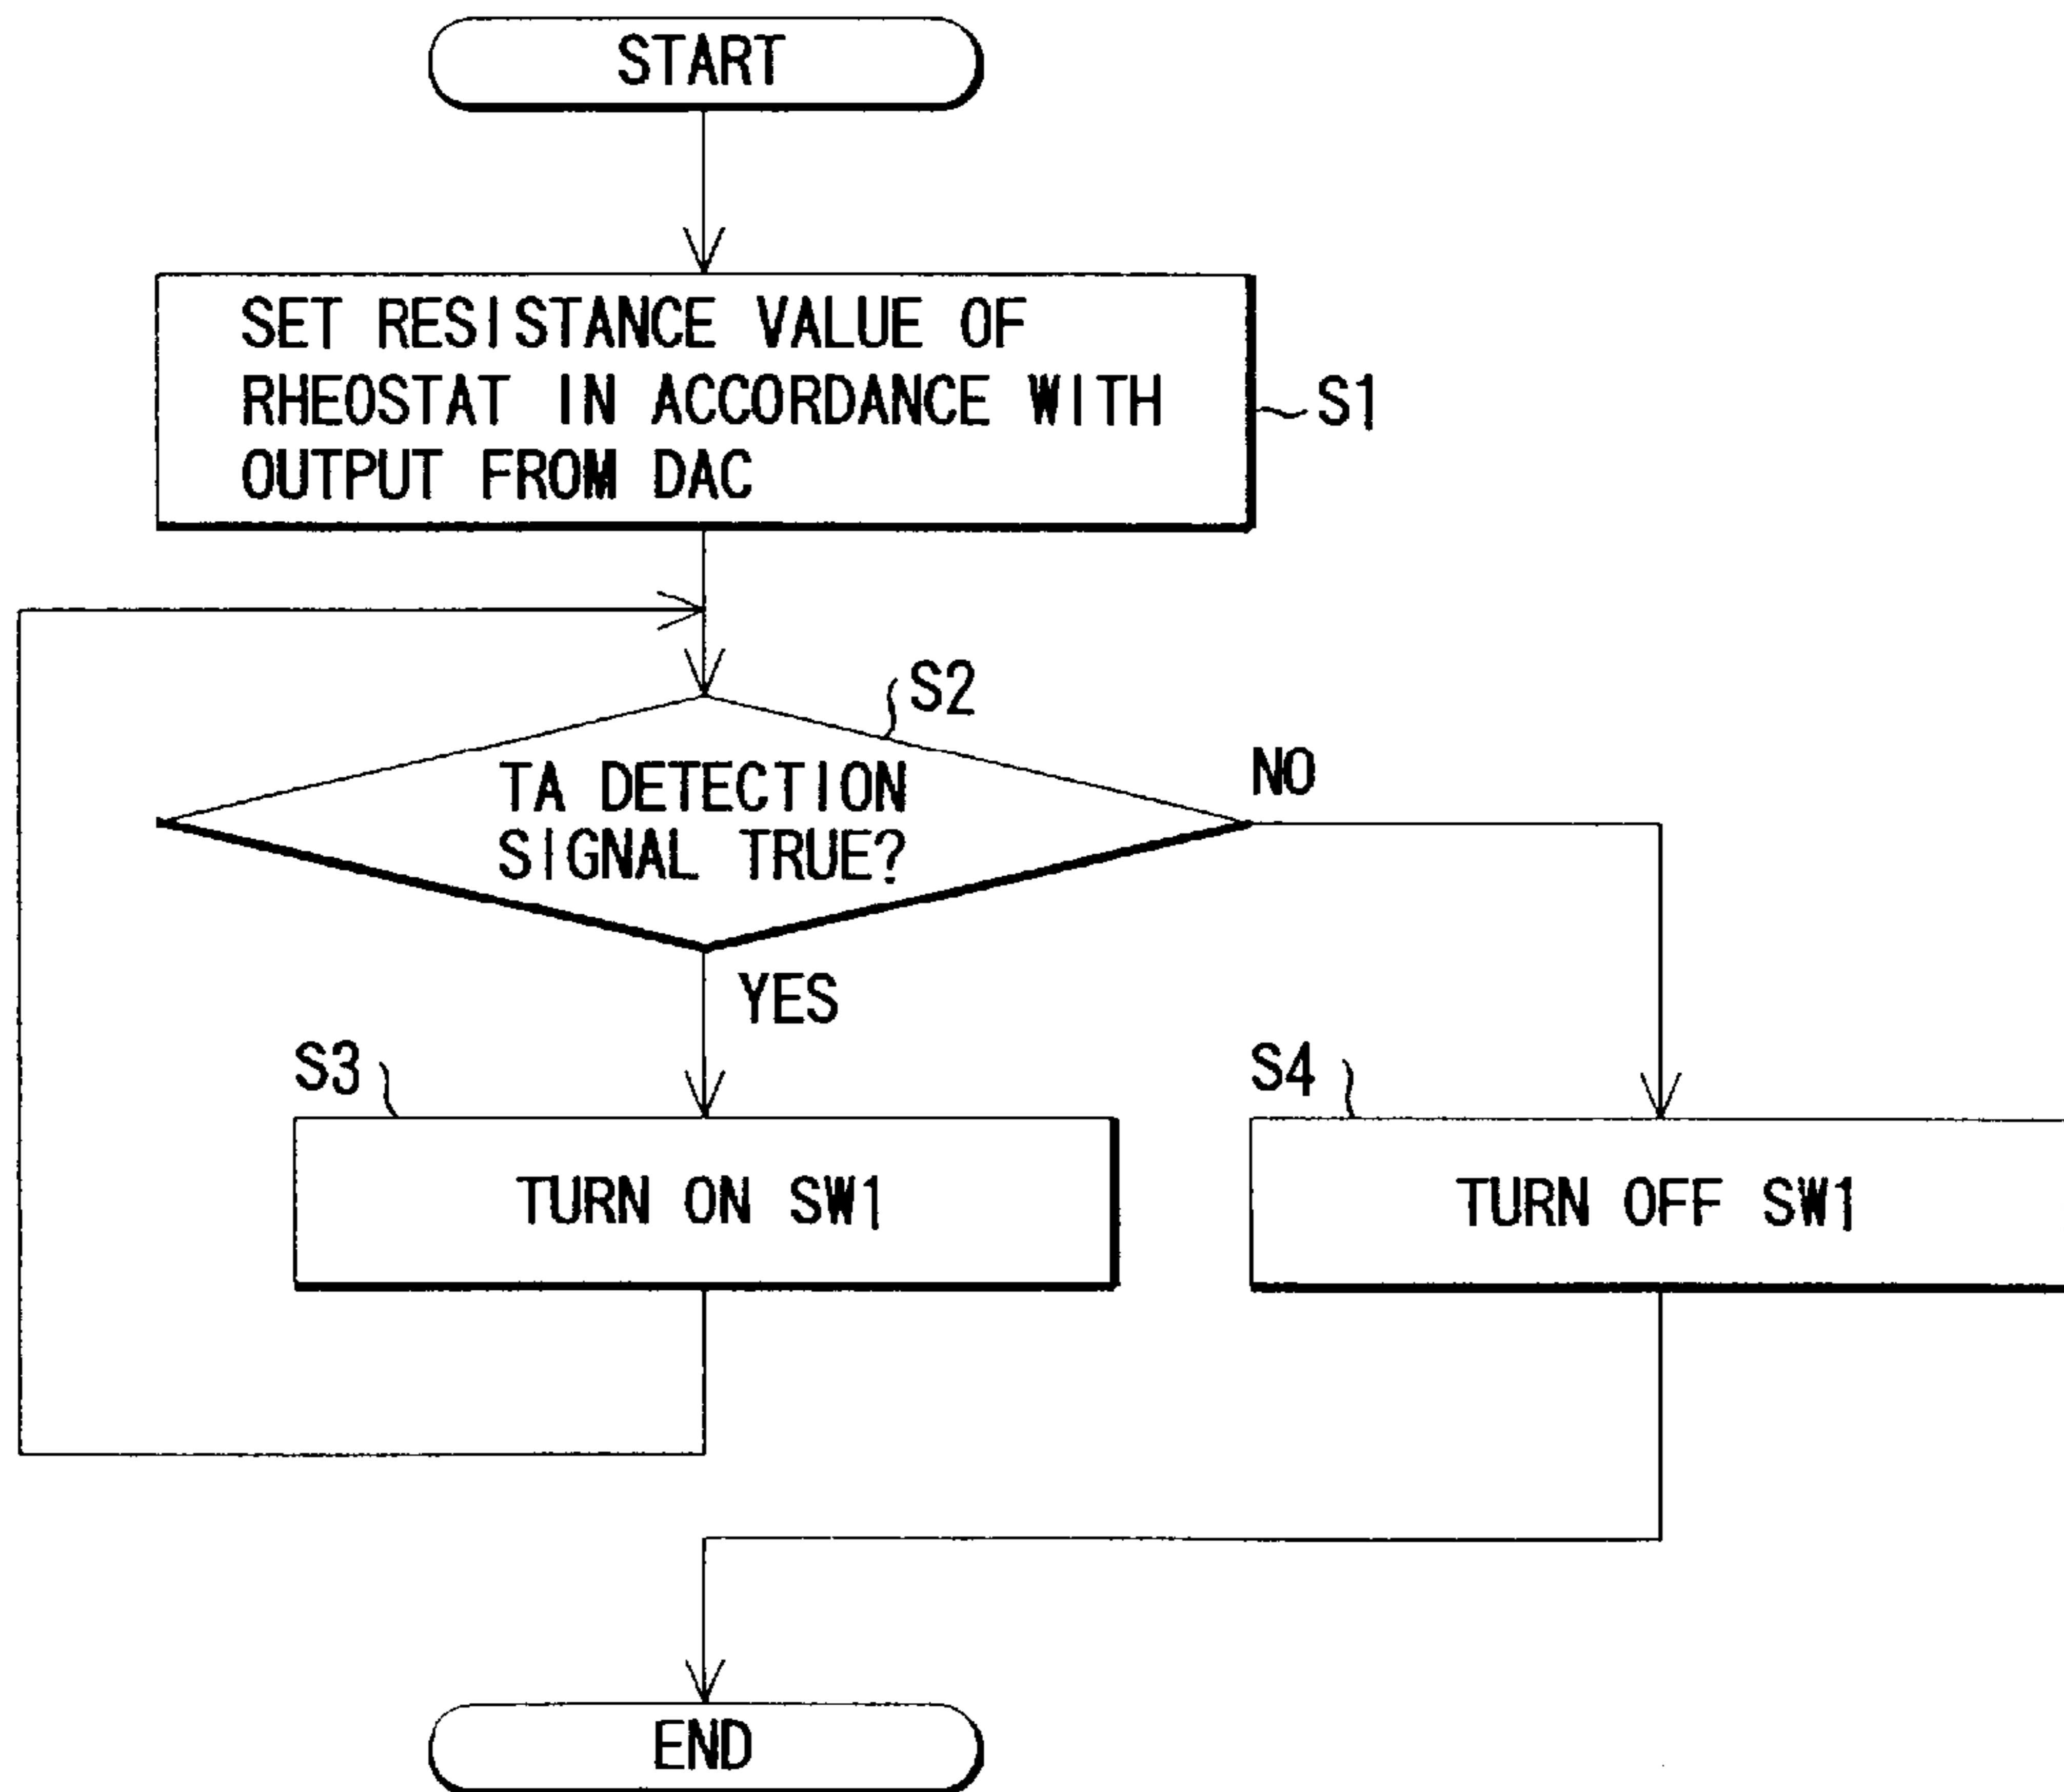 START
SET RESISTANCE VALUE OF
RHEOSTAT IN ACCORDANCE WITH
OUTPUT FROM DAC
S1
S2
TA DETECTION
SIGNAL TRUE?
NO
YES
S3
TURN ON SW1
S4
TURN OFF SW1
END